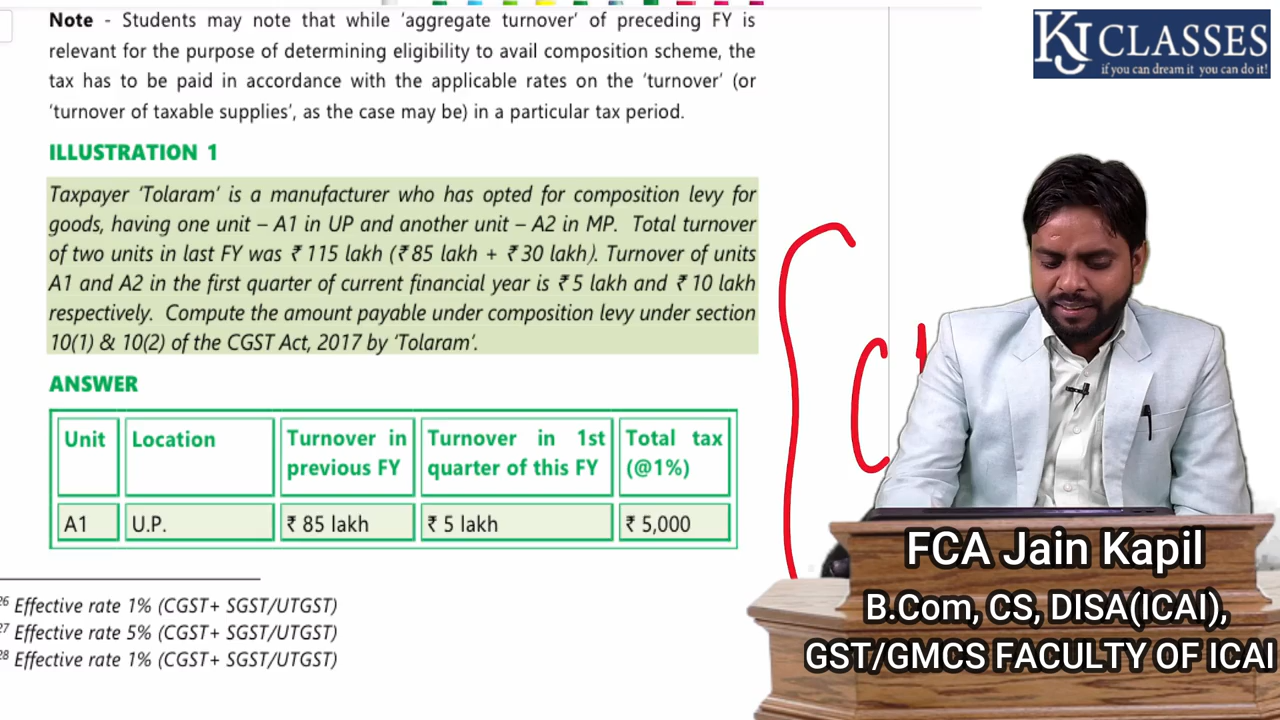 Note - Students may note that while 'aggregate turnover' of preceding FY is
relevant for the purpose of determining eligibility to avail composition scheme, the
tax has to be paid in accordance with the applicable rates on the 'turnover' (or
'turnover of taxable supplies', as the case may be) in a particular tax period.
ILLUSTRATION 1
Taxpayer 'Tolaram' is a manufacturer who has opted for composition levy for
goods, having one unit – A1 in UP and another unit – A2 in MP. Total turnover
of two units in last FY was ₹ 115 lakh (₹ 85 lakh + ₹ 30 lakh). Turnover of units
A1 and A2 in the first quarter of current financial year is ₹ 5 lakh and ₹ 10 lakh
respectively. Compute the amount payable under composition levy under section
10(1) & 10(2) of the CGST Act, 2017 by 'Tolaram'.
ANSWER
Unit Location Turnover in previous FY Turnover in 1st quarter of this FY Total tax (@1%)
A1 U.P. ₹ 85 lakh ₹ 5 lakh ₹ 5,000
26 Effective rate 1% (CGST+ SGST/UTGST)
27 Effective rate 5% (CGST+ SGST/UTGST)
28 Effective rate 1% (CGST+ SGST/UTGST)
KJ CLASSES
if you can dream it you can do it!
FCA Jain Kapil
B.Com, CS, DISA(ICAI),
GST/GMCS FACULTY OF ICAI